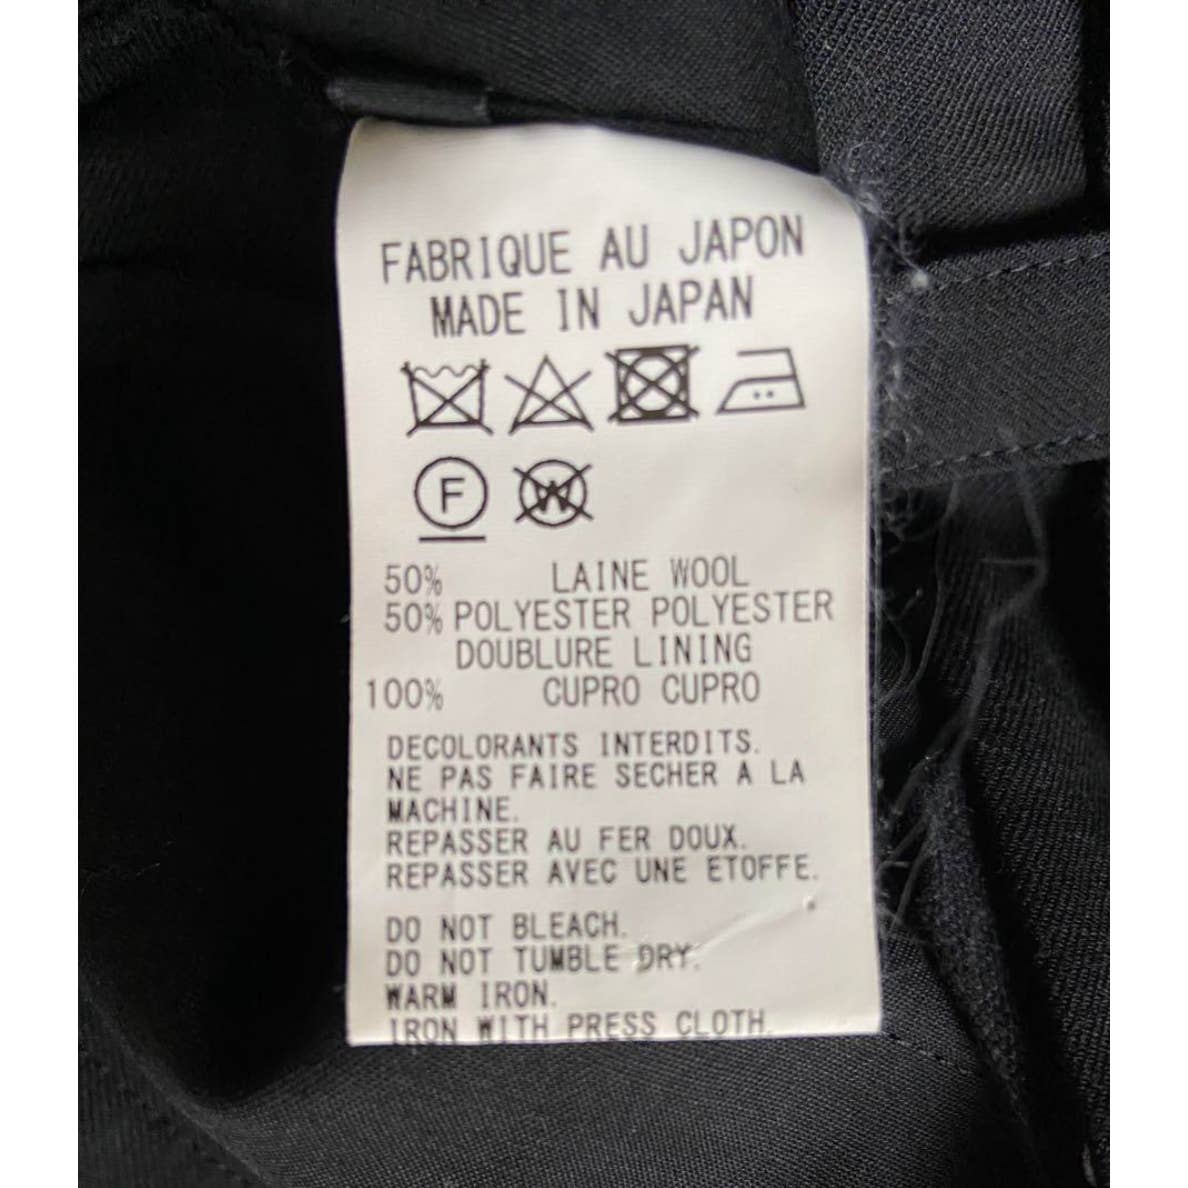 FABRIQUE AU JAPON
MADE IN JAPAN
F W
50% LAINE WOOL
50% POLYESTER POLYESTER
DOUBLURE LINING
100% CUPRO CUPRO
DECOLORANTS INTERDITS.
NE PAS FAIRE SECHER A LA
MACHINE.
REPASSER AU FER DOUX.
REPASSER AVEC UNE ETOFFE.
DO NOT BLEACH.
DO NOT TUMBLE DRY.
WARM IRON.
IRON WITH PRESS CLOTH.